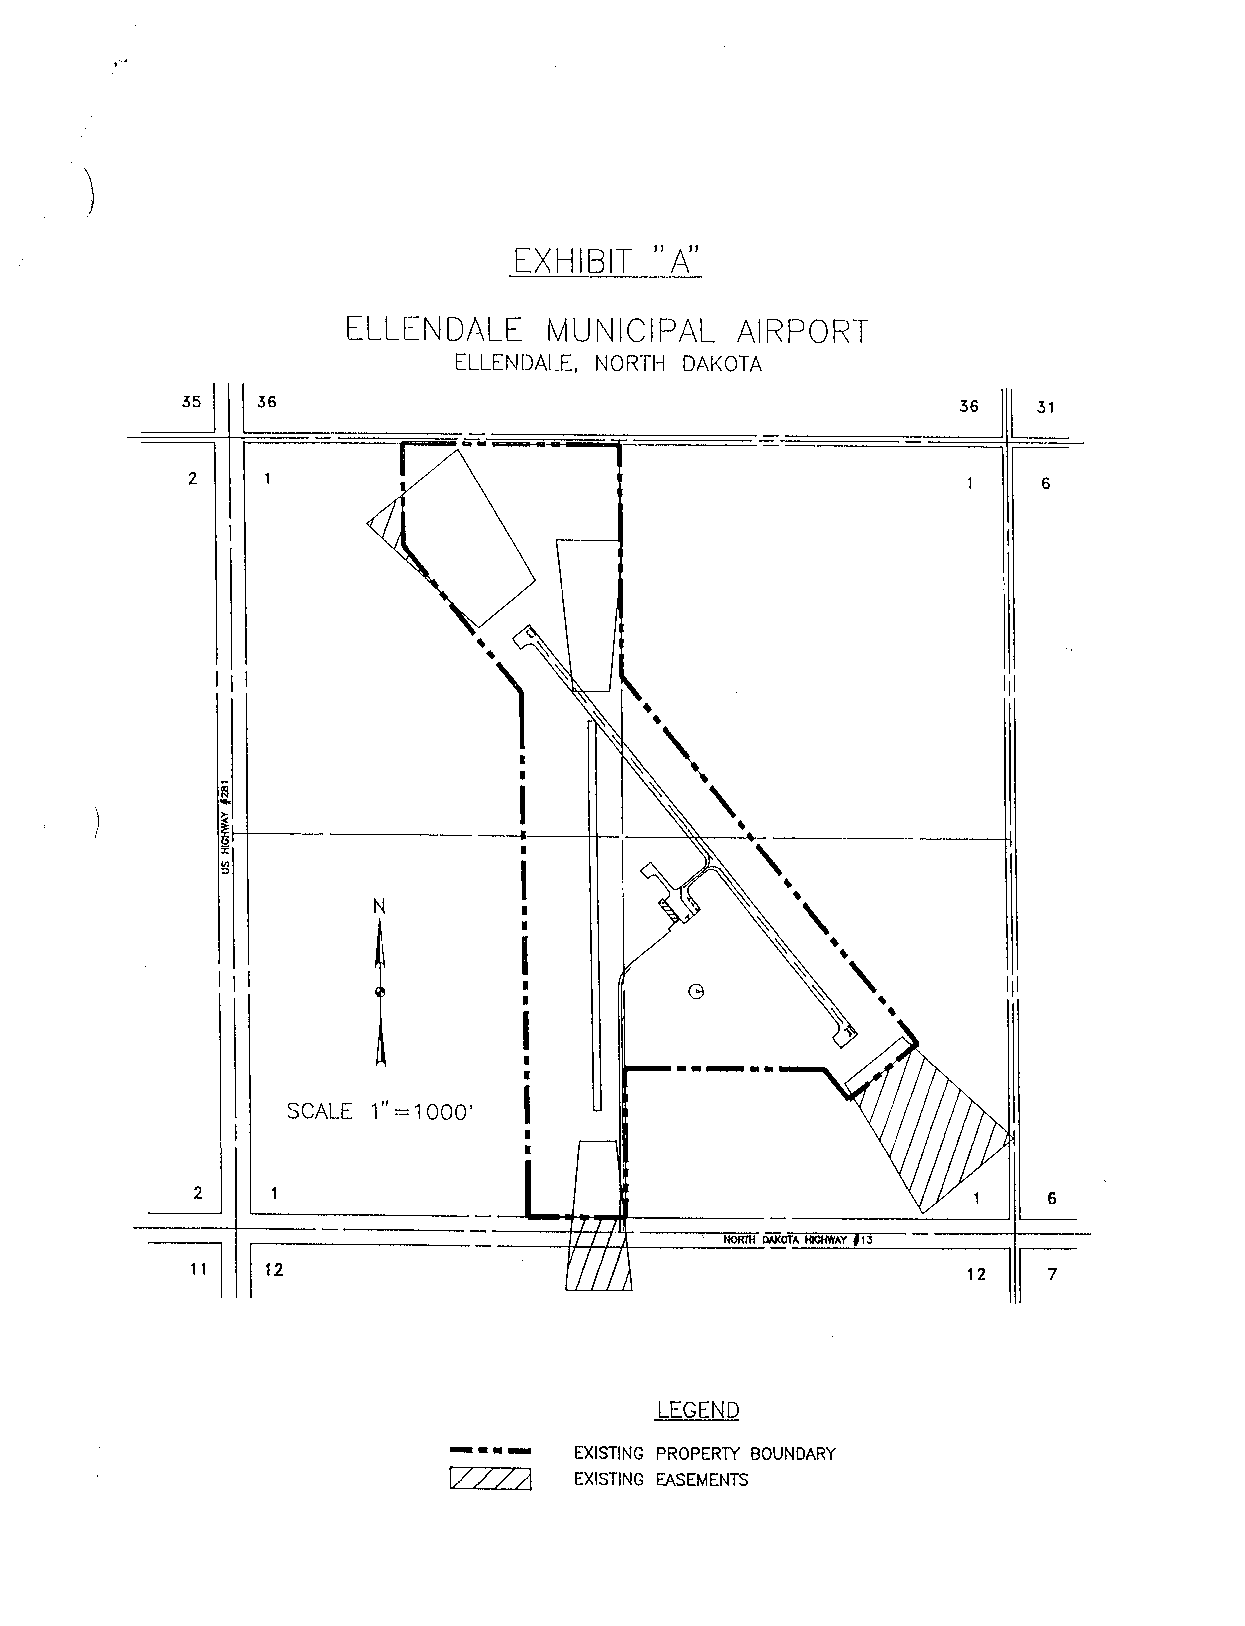 EXHIBIT "A"
ELLENDALE MUNICIPAL AIRPORT
ELLENDALE, NORTH DAKOTA
35 36 36 31
2 1 1 6
US HIGHWAY #281
N
SCALE 1"=1000'
2 1 1 6
NORTH DAKOTA HIGHWAY #13
11 12 12 7
LEGEND
EXISTING PROPERTY BOUNDARY
EXISTING EASEMENTS